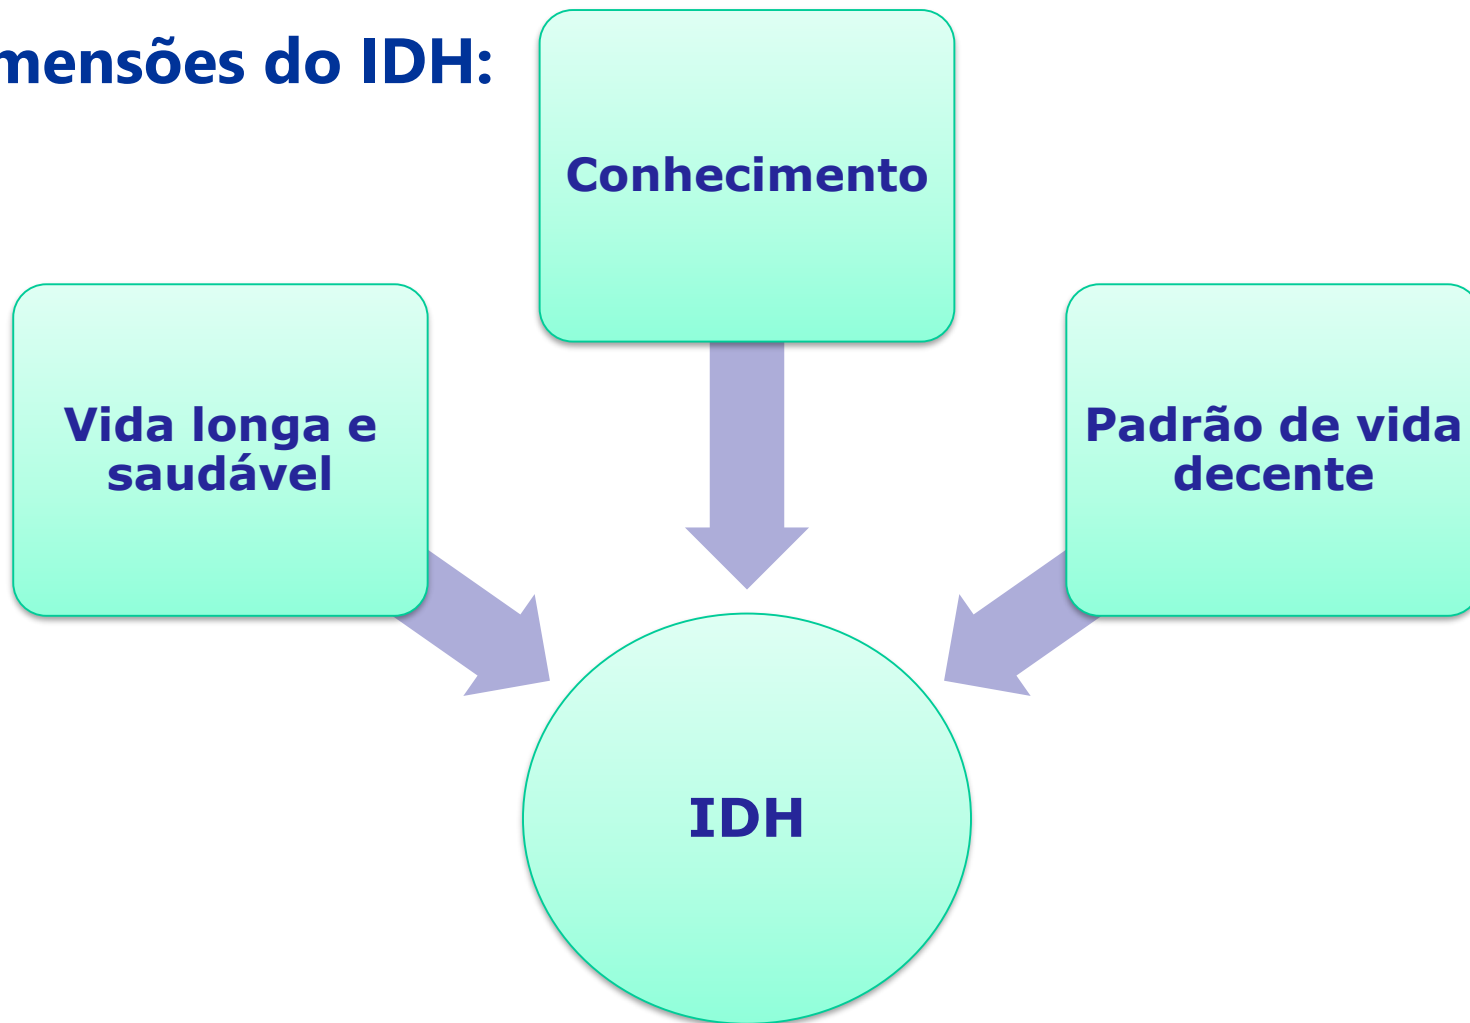 mensões do IDH:
Conhecimento
Vida longa e
saudável
Padrão de vida
decente
IDH